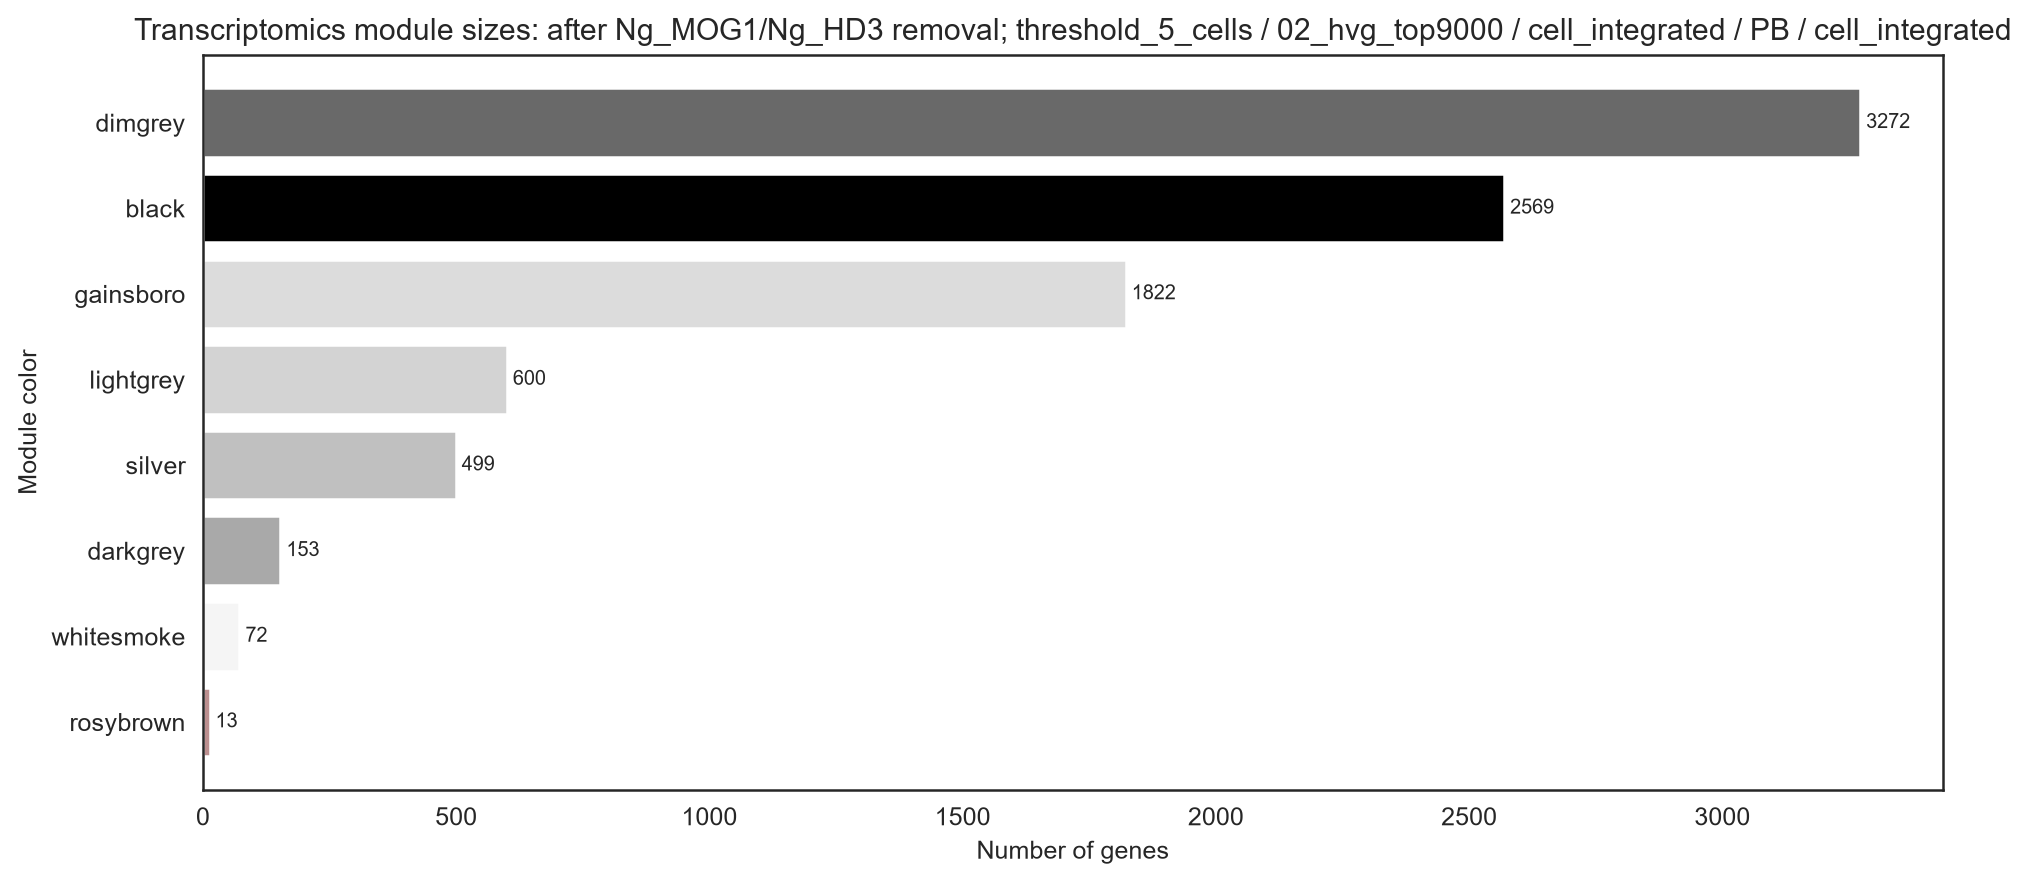 Transcriptomics module sizes: after Ng_MOG1/Ng_HD3 removal; threshold_5_cells / 02_hvg_top9000 / cell_integrated / PB / cell_integrated
Module color
dimgrey 3272
black 2569
gainsboro 1822
lightgrey 600
silver 499
darkgrey 153
whitesmoke 72
rosybrown 13
0 500 1000 1500 2000 2500 3000
Number of genes